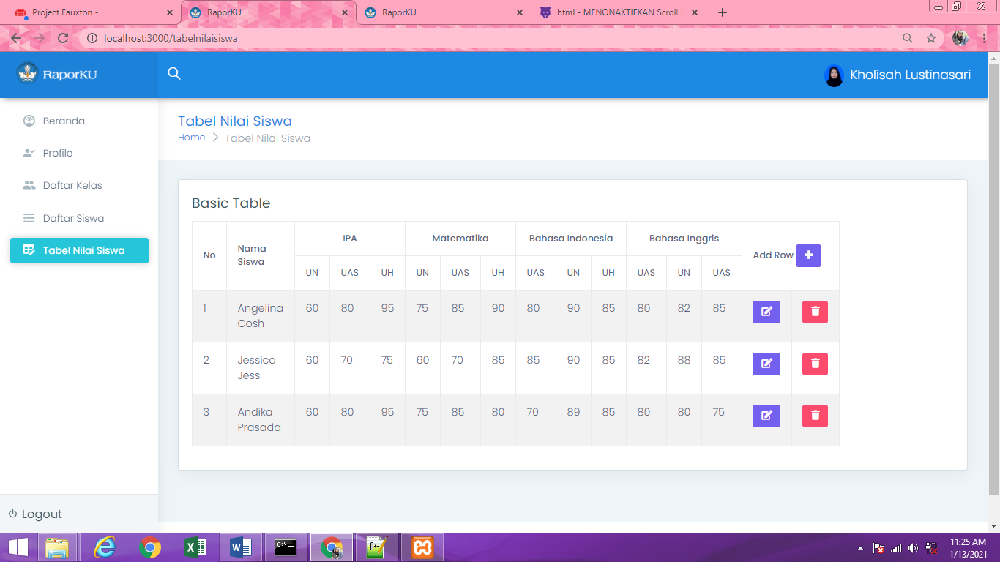 Project Fauxton -
RaporKU
RaporKU
html - MENONAKTIFKAN Scroll H
localhost:3000/tabelnilaisiswa
RaporKU
Kholisah Lustinasari
Beranda
Profile
Daftar Kelas
Daftar Siswa
Tabel Nilai Siswa
Logout
Tabel Nilai Siswa
Home > Tabel Nilai Siswa
Basic Table
No Nama Siswa IPA Matematika Bahasa Indonesia Bahasa Inggris Add Row +
UN UAS UH UN UAS UH UAS UN UH UAS UN UAS
1 Angelina Cosh 60 80 95 75 85 90 80 90 85 80 82 85
2 Jessica Jess 60 70 75 60 70 85 85 90 85 82 88 85
3 Andika Prasada 60 80 95 75 85 80 70 89 85 80 80 75
11:25 AM
1/13/2021